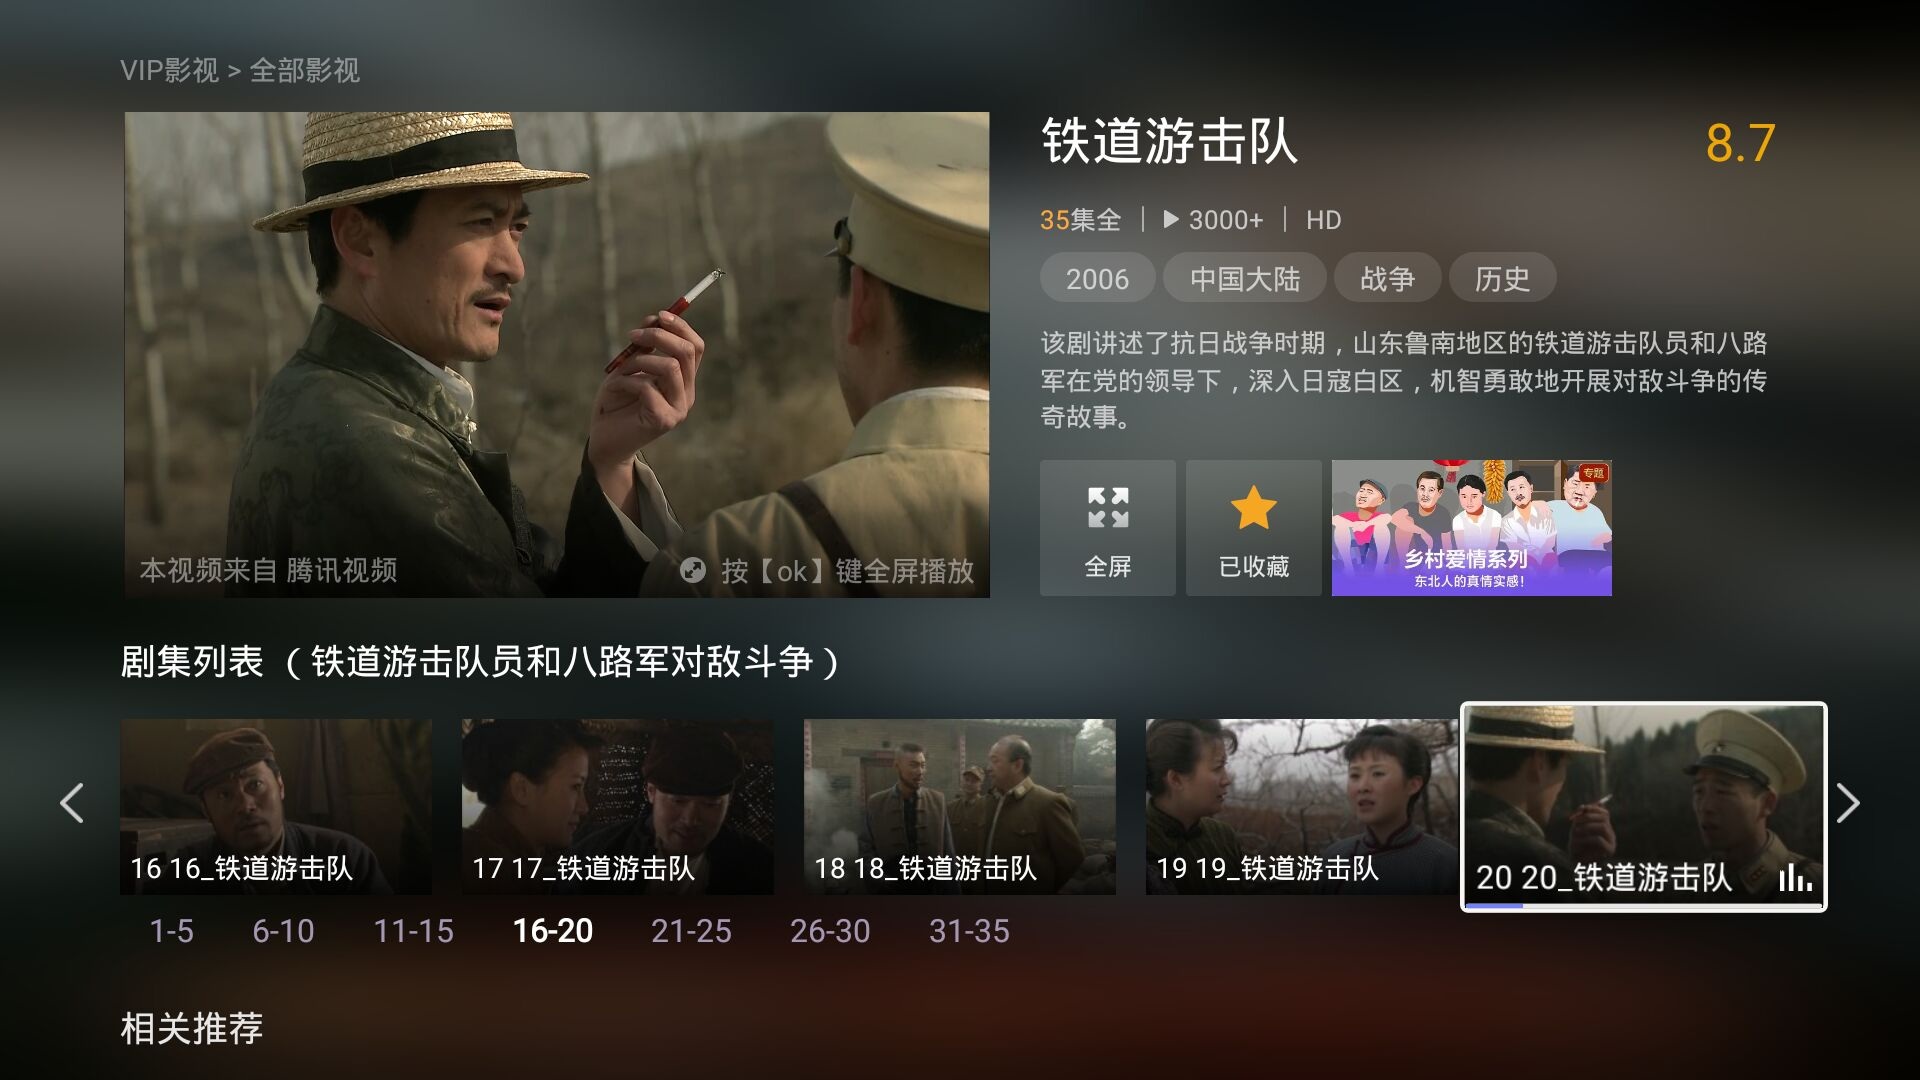 VIP影视 > 全部影视
本视频来自 腾讯视频
按【ok】键全屏播放
铁道游击队
8.7
35集全 | 3000+ | HD
2006 中国大陆 战争 历史
该剧讲述了抗日战争时期，山东鲁南地区的铁道游击队员和八路
军在党的领导下，深入日寇白区，机智勇敢地开展对敌斗争的传
奇故事。
全屏
已收藏
专题
乡村爱情系列
东北人的真情实感！
剧集列表 （铁道游击队员和八路军对敌斗争）
16 16_铁道游击队
17 17_铁道游击队
18 18_铁道游击队
19 19_铁道游击队
20 20_铁道游击队
1-5 6-10 11-15 16-20 21-25 26-30 31-35
相关推荐